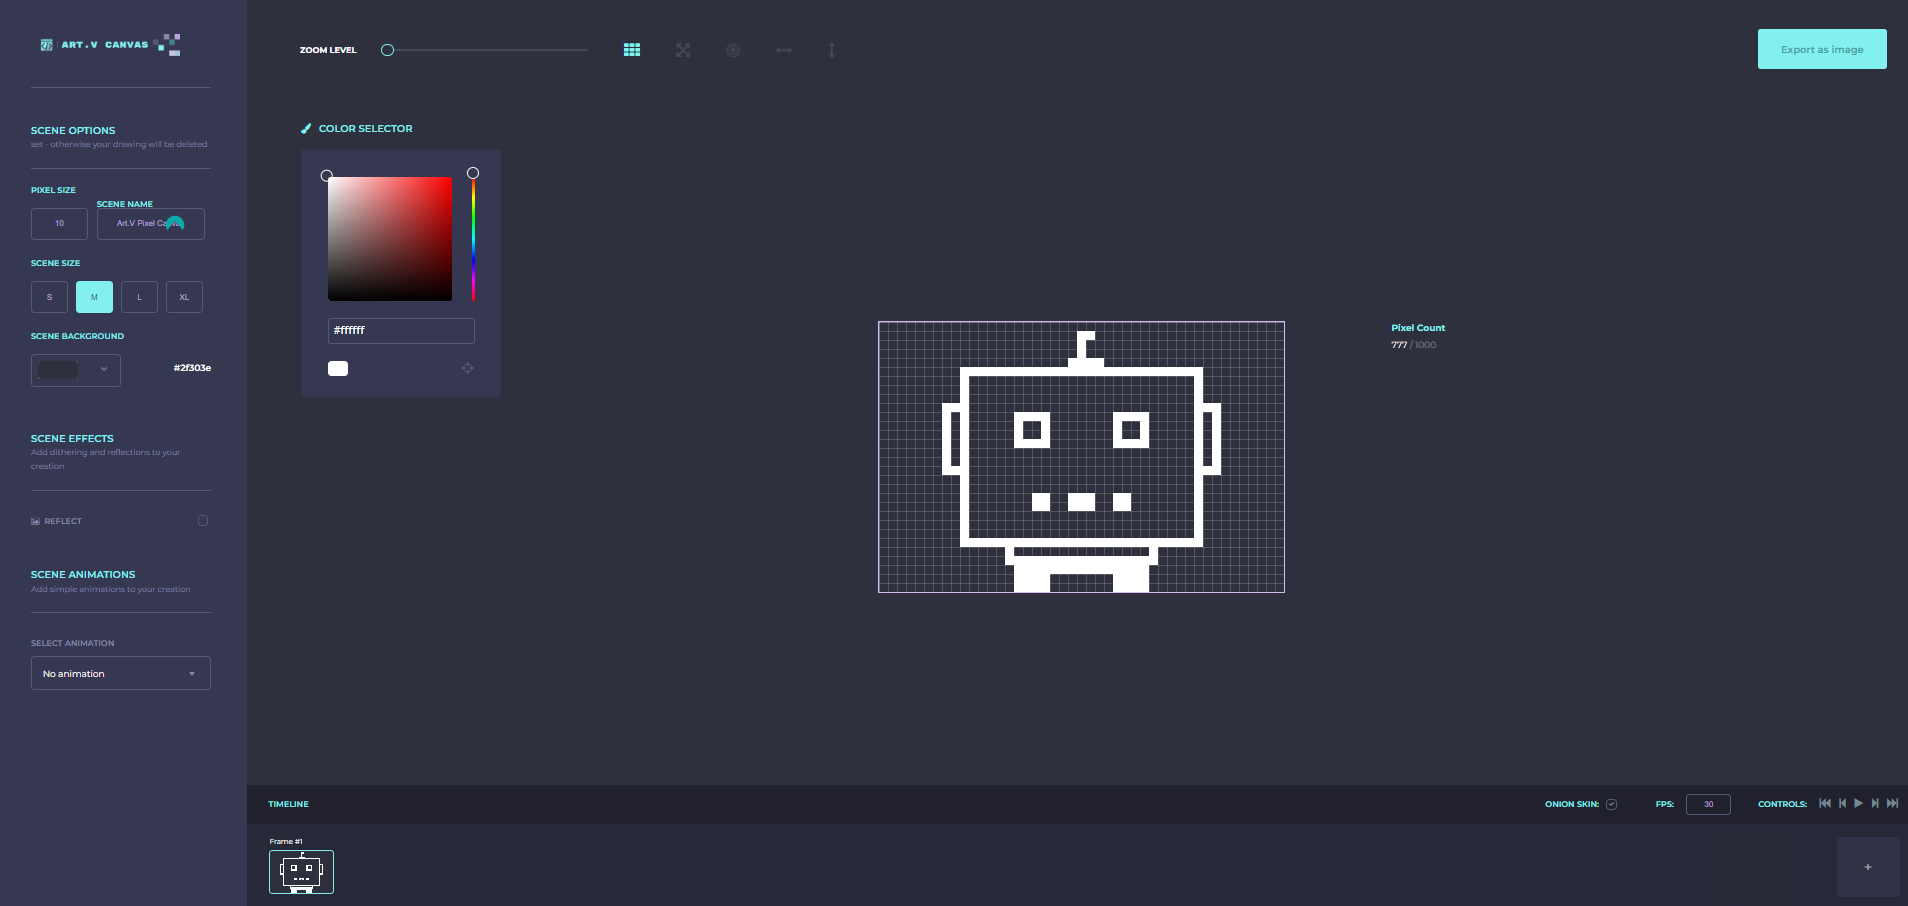 ART.V CANVAS
ZOOM LEVEL
Export as image
SCENE OPTIONS
set - otherwise your drawing will be deleted
PIXEL SIZE
SCENE NAME
10
Art.V Pixel
SCENE SIZE
S
M
L
XL
SCENE BACKGROUND
#2f303e
SCENE EFFECTS
Add dithering and reflections to your
creation
REFLECT
SCENE ANIMATIONS
Add simple animations to your creation
SELECT ANIMATION
No animation
COLOR SELECTOR
#ffffff
Pixel Count
777 / 1000
TIMELINE
ONION SKIN:
FPS:
30
CONTROLS:
Frame #1
+